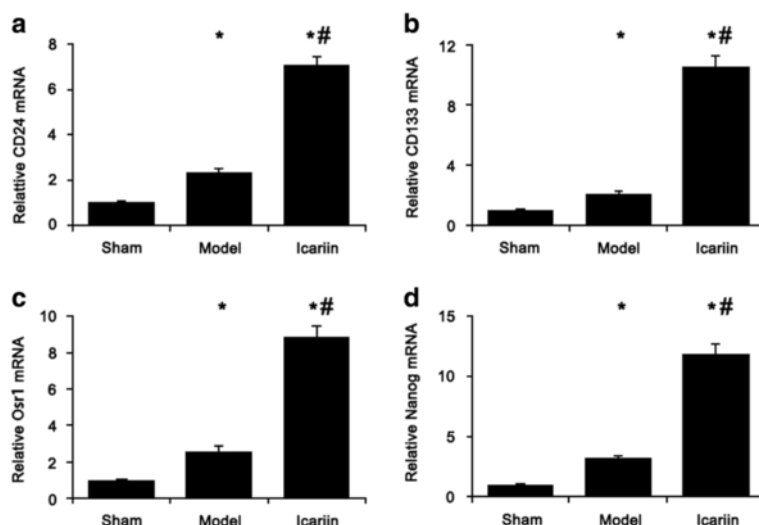 a
Relattive CD24 mRNA
8
6
4
2
0
* *#
Sham Model Icariin
b
Relative CD133 mRNA
12
8
4
0
* *#
Sham Model Icariin
c
Relative Osr1 mRNA
10
8
6
4
2
0
* *#
Sham Model Icariin
d
Relative Nanog mRNA
15
10
5
0
* *#
Sham Model Icariin